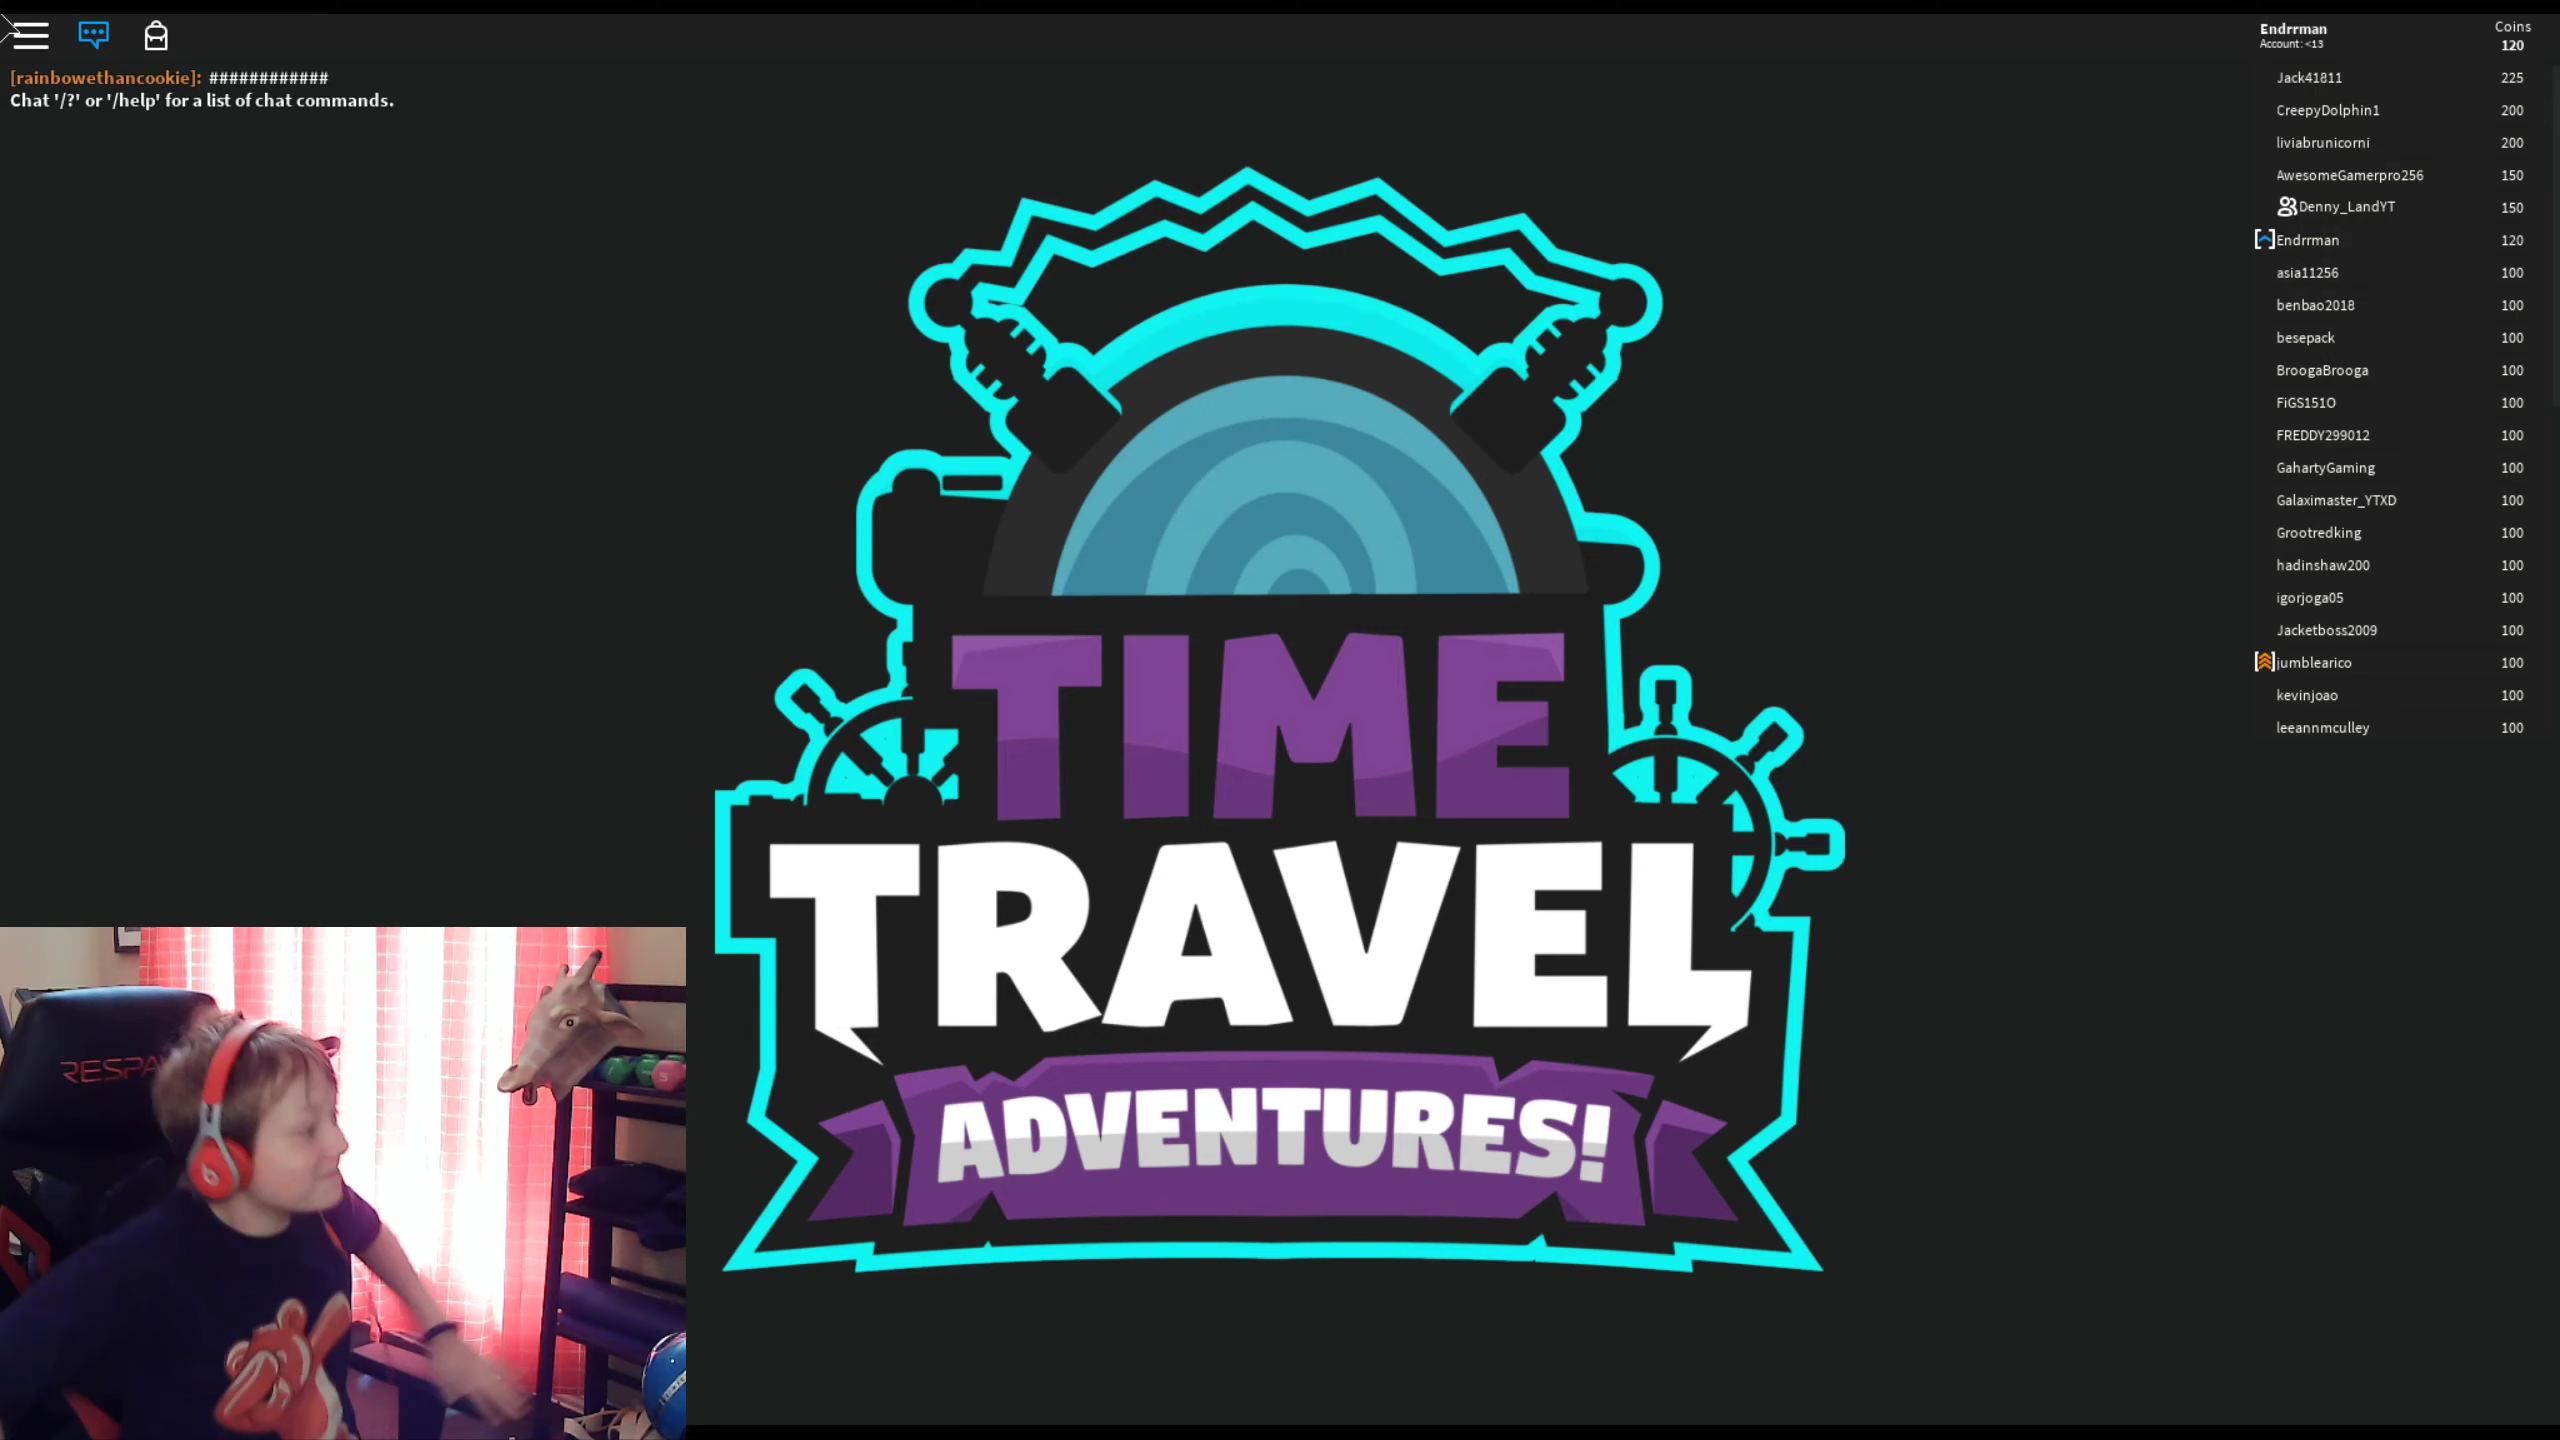 Endrrman
Account: <13
Coins
120
[rainbowethancookie]: ############
Chat '/?' or '/help' for a list of chat commands.
Jack41811 225
CreepyDolphin1 200
liviabrunicorni 200
AwesomeGamerpro256 150
Denny_LandYT 150
Endrrman 120
asia11256 100
benbao2018 100
besepack 100
BroogaBrooga 100
FiGS151O 100
FREDDY299012 100
GahartyGaming 100
Galaximaster_YTXD 100
Grootredking 100
hadinshaw200 100
igorjoga05 100
Jacketboss2009 100
jumblearico 100
kevinjoao 100
leeannmculley 100
TIME
TRAVEL
ADVENTURES!
RESPA
5